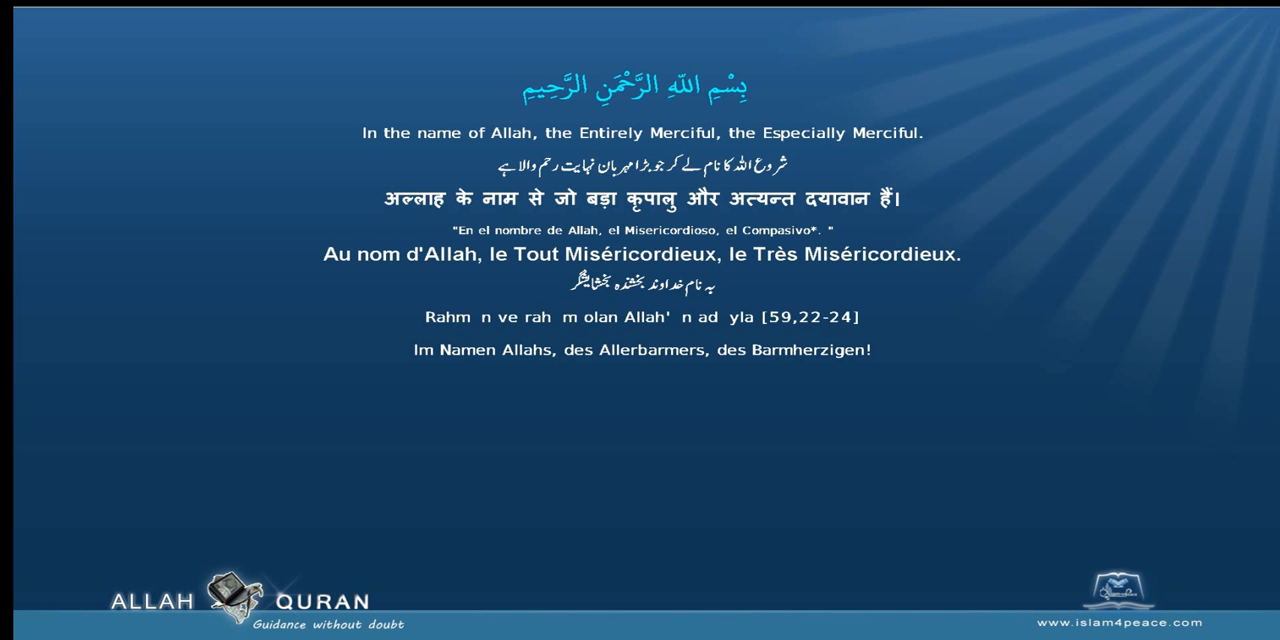 بِسْمِ اللّهِ الرَّحْمَنِ الرَّحِيمِ
In the name of Allah, the Entirely Merciful, the Especially Merciful.
شروع الله کا نام لے کر جو بڑا مہربان نہایت رحم والا ہے
अल्लाह के नाम से जो बड़ा कृपालु और अत्यन्त दयावान हैं।
"En el nombre de Allah, el Misericordioso, el Compasivo*. "
Au nom d'Allah, le Tout Miséricordieux, le Très Miséricordieux.
به نام خداوند بخشنده بخشایشگر
Rahm n ve rah m olan Allah' n ad yla [59,22-24]
Im Namen Allahs, des Allerbarmers, des Barmherzigen!
ALLAH QURAN
Guidance without doubt
www.islam4peace.com